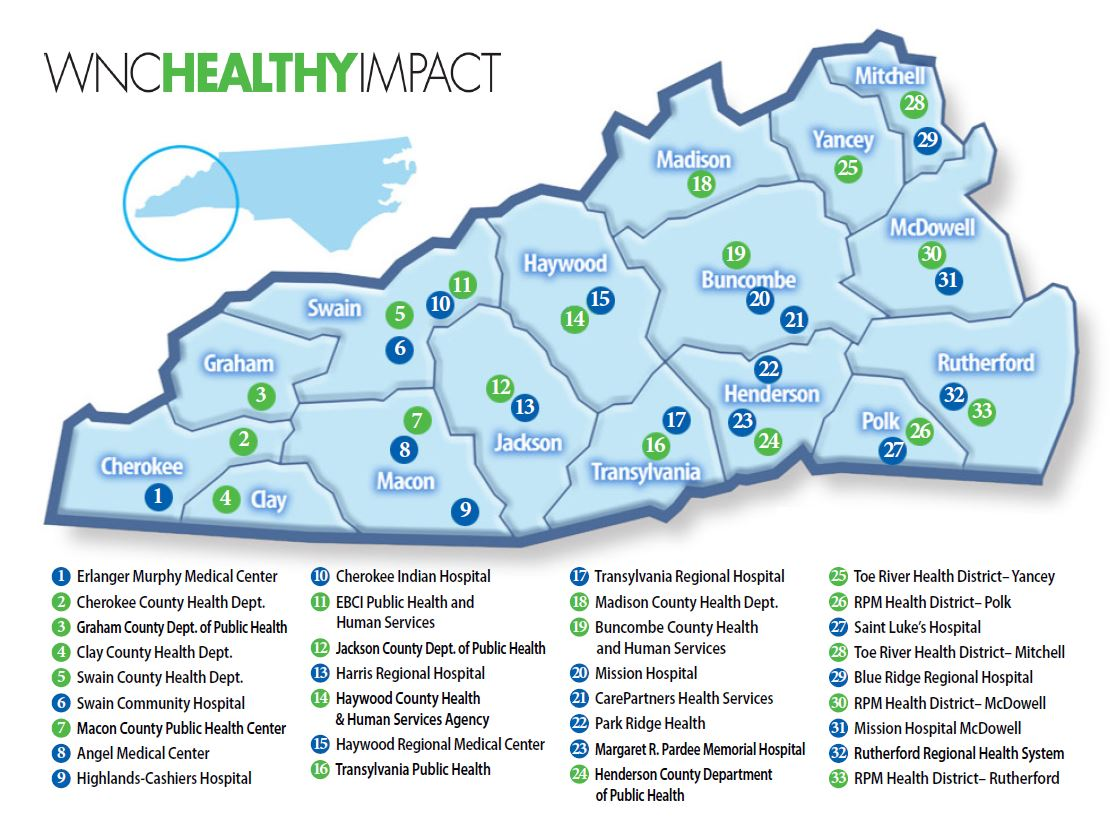 WNCHEALTHYIMPACT
Mitchell
28
29
Yancey
25
Madison
18
McDowell
30
31
19
Buncombe
20
21
Haywood
15
14
11
10
Swain
5
6
Graham
3
2
Cherokee
1
4 Clay
7
8
Macon
9
12
13
Jackson
17
16
Transylvania
22
Henderson
23
24
Rutherford
32
33
Polk
26
27
1 Erlanger Murphy Medical Center
2 Cherokee County Health Dept.
3 Graham County Dept. of Public Health
4 Clay County Health Dept.
5 Swain County Health Dept.
6 Swain Community Hospital
7 Macon County Public Health Center
8 Angel Medical Center
9 Highlands-Cashiers Hospital
10 Cherokee Indian Hospital
11 EBCI Public Health and
Human Services
12 Jackson County Dept. of Public Health
13 Harris Regional Hospital
14 Haywood County Health
& Human Services Agency
15 Haywood Regional Medical Center
16 Transylvania Public Health
17 Transylvania Regional Hospital
18 Madison County Health Dept.
19 Buncombe County Health
and Human Services
20 Mission Hospital
21 CarePartners Health Services
22 Park Ridge Health
23 Margaret R. Pardee Memorial Hospital
24 Henderson County Department
of Public Health
25 Toe River Health District– Yancey
26 RPM Health District– Polk
27 Saint Luke's Hospital
28 Toe River Health District– Mitchell
29 Blue Ridge Regional Hospital
30 RPM Health District– McDowell
31 Mission Hospital McDowell
32 Rutherford Regional Health System
33 RPM Health District– Rutherford